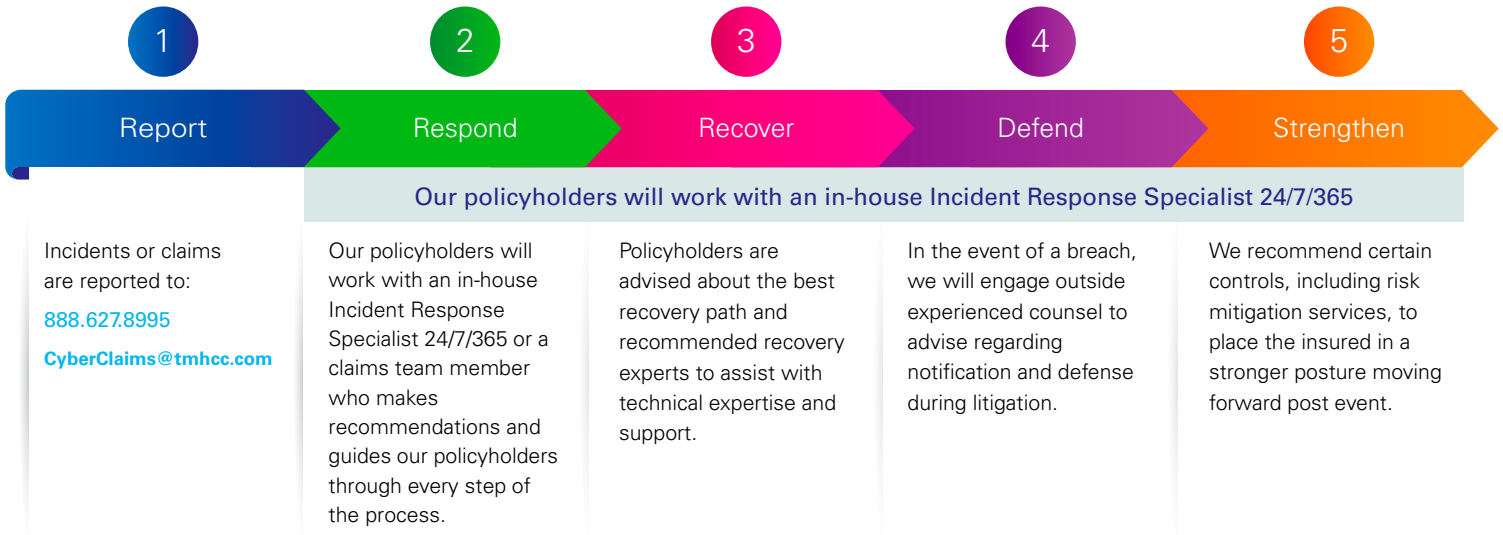 1
2
3
4
5
Report
Respond
Recover
Defend
Strengthen
Our policyholders will work with an in-house Incident Response Specialist 24/7/365
Incidents or claims
are reported to:
888.627.8995
CyberClaims@tmhcc.com
Our policyholders will
work with an in-house
Incident Response
Specialist 24/7/365 or a
claims team member
who makes
recommendations and
guides our policyholders
through every step of
the process.
Policyholders are
advised about the best
recovery path and
recommended recovery
experts to assist with
technical expertise and
support.
In the event of a breach,
we will engage outside
experienced counsel to
advise regarding
notification and defense
during litigation.
We recommend certain
controls, including risk
mitigation services, to
place the insured in a
stronger posture moving
forward post event.